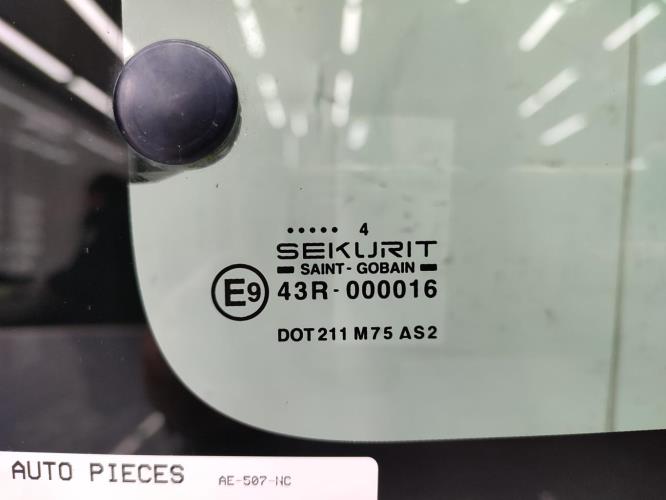 ..... 4
SEKURIT
SAINT-GOBAIN
E9 43R-000016
DOT 211 M75 AS2
AUTO PIECES AE-507-NC